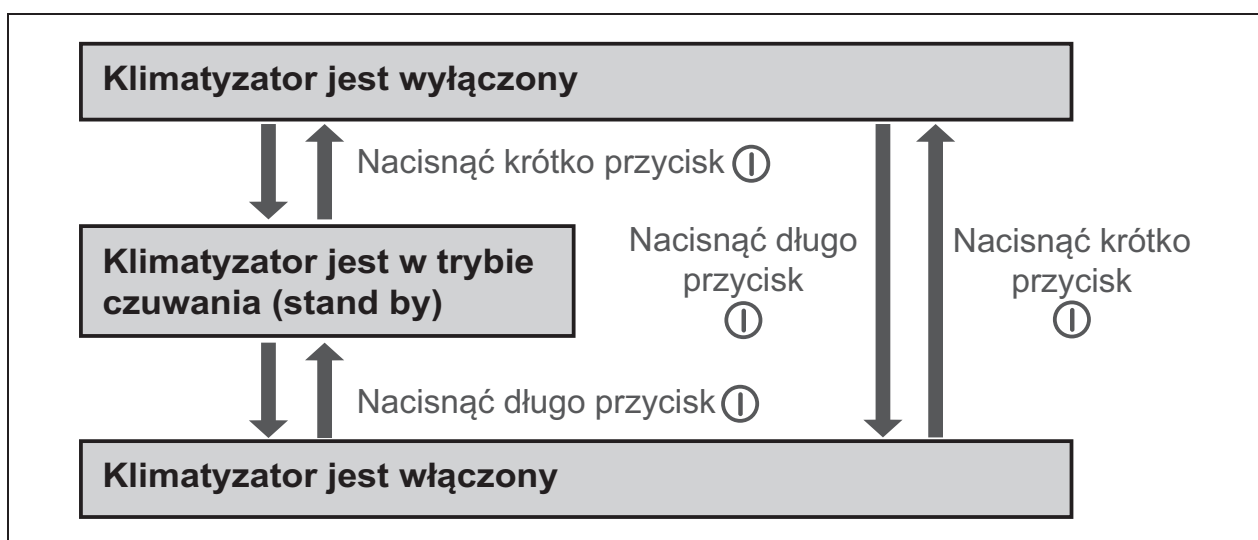 Klimatyzator jest wyłączony
Nacisnąć krótko przycisk
Klimatyzator jest w trybie
czuwania (stand by)
Nacisnąć długo
przycisk
Nacisnąć krótko
przycisk
Nacisnąć długo przycisk
Klimatyzator jest włączony